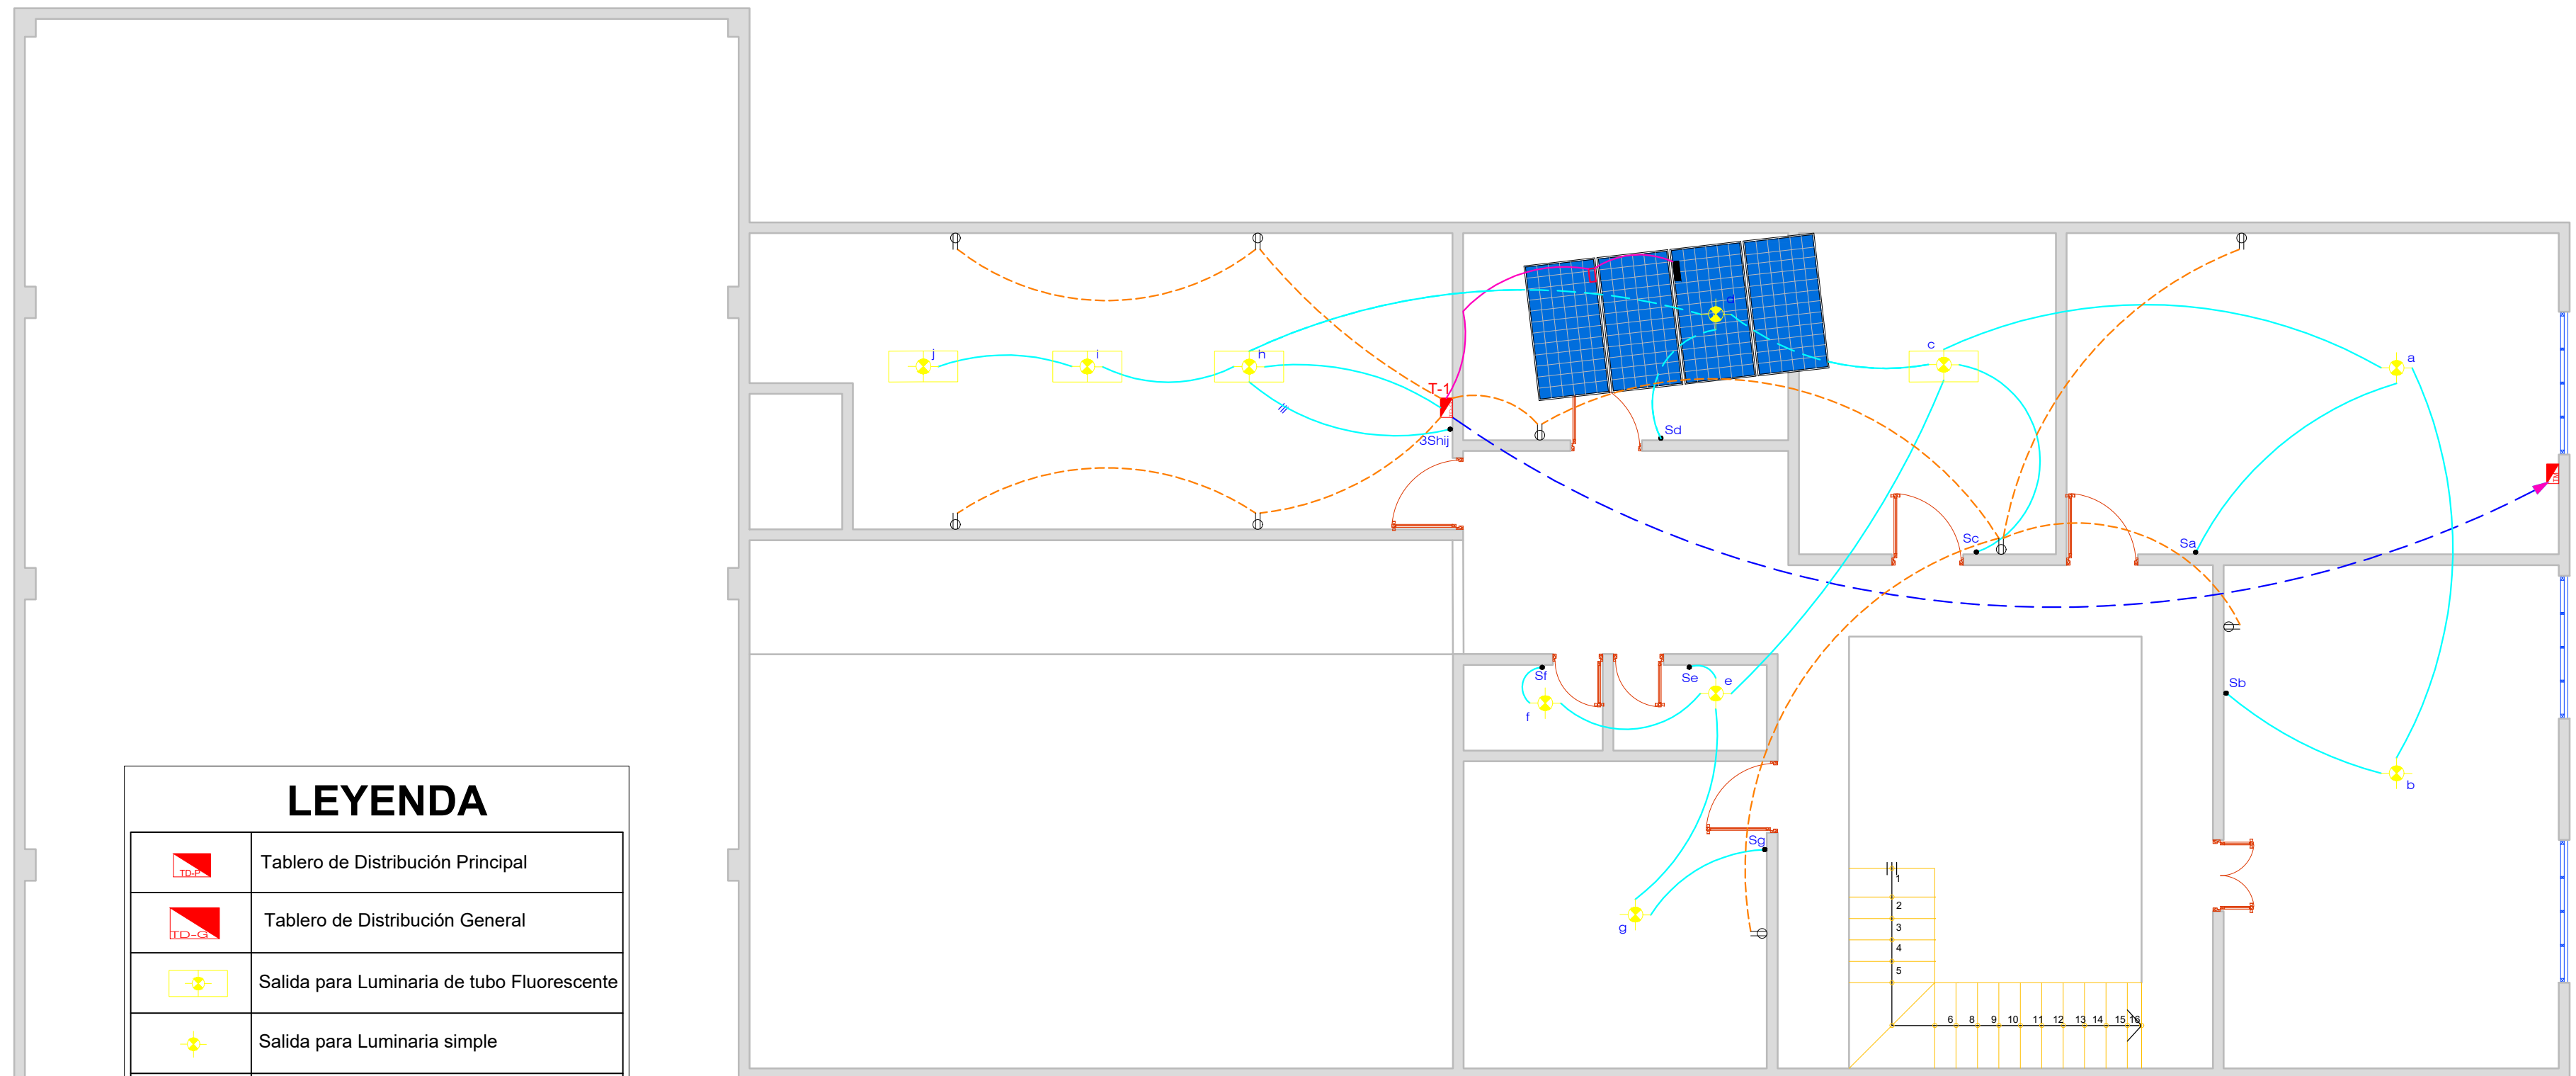 d
j
i
h
c
a
T-1
3Shij
Sd
Sc
Sa
Sf
Se
e
f
Sb
b
Sg
g
LEYENDA
TD-P Tablero de Distribución Principal
TD-G Tablero de Distribución General
Salida para Luminaria de tubo Fluorescente
Salida para Luminaria simple
1
2
3
4
5
6 8 9 10 11 12 13 14 15 16